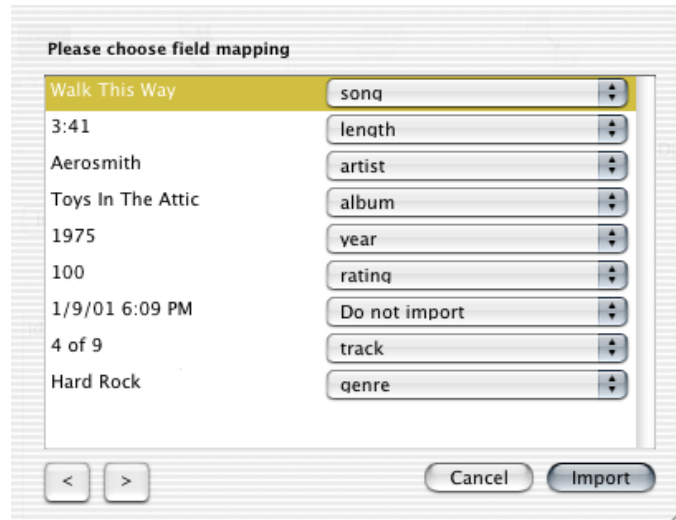 Please choose field mapping
Walk This Way song
3:41 length
Aerosmith artist
Toys In The Attic album
1975 year
100 rating
1/9/01 6:09 PM Do not import
4 of 9 track
Hard Rock genre
< > Cancel Import